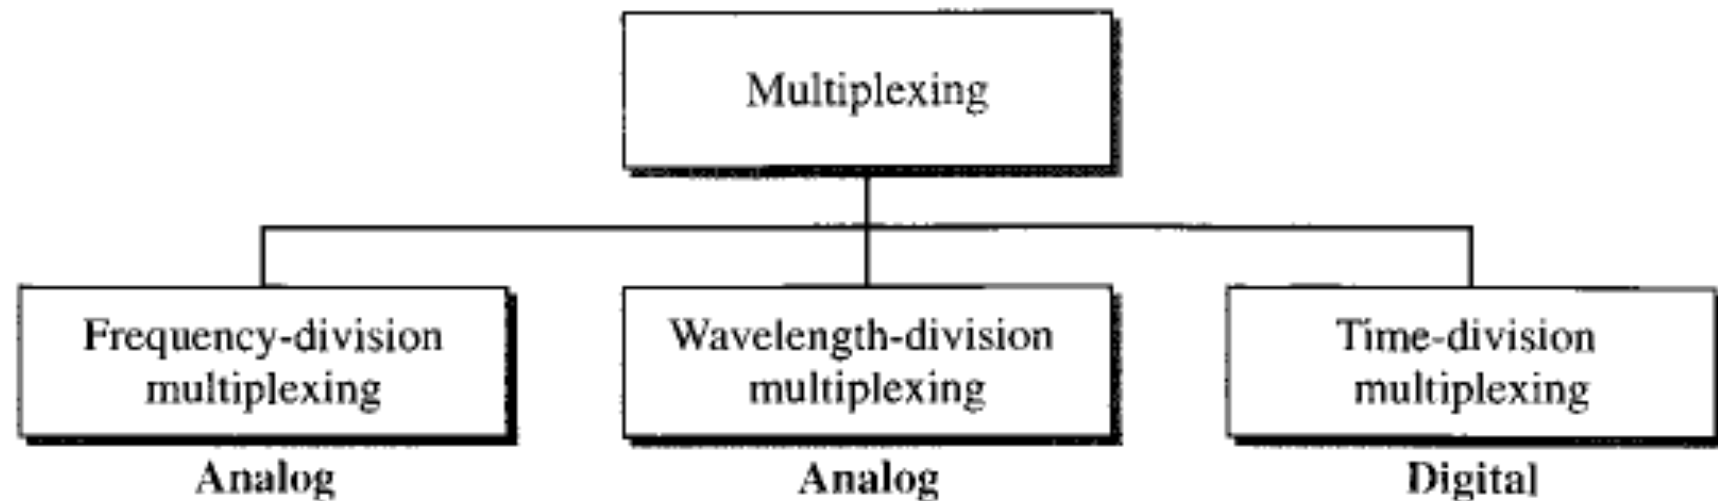 Multiplexing
Frequency-division
multiplexing
Wavelength-division
multiplexing
Time-division
multiplexing
Analog
Analog
Digital